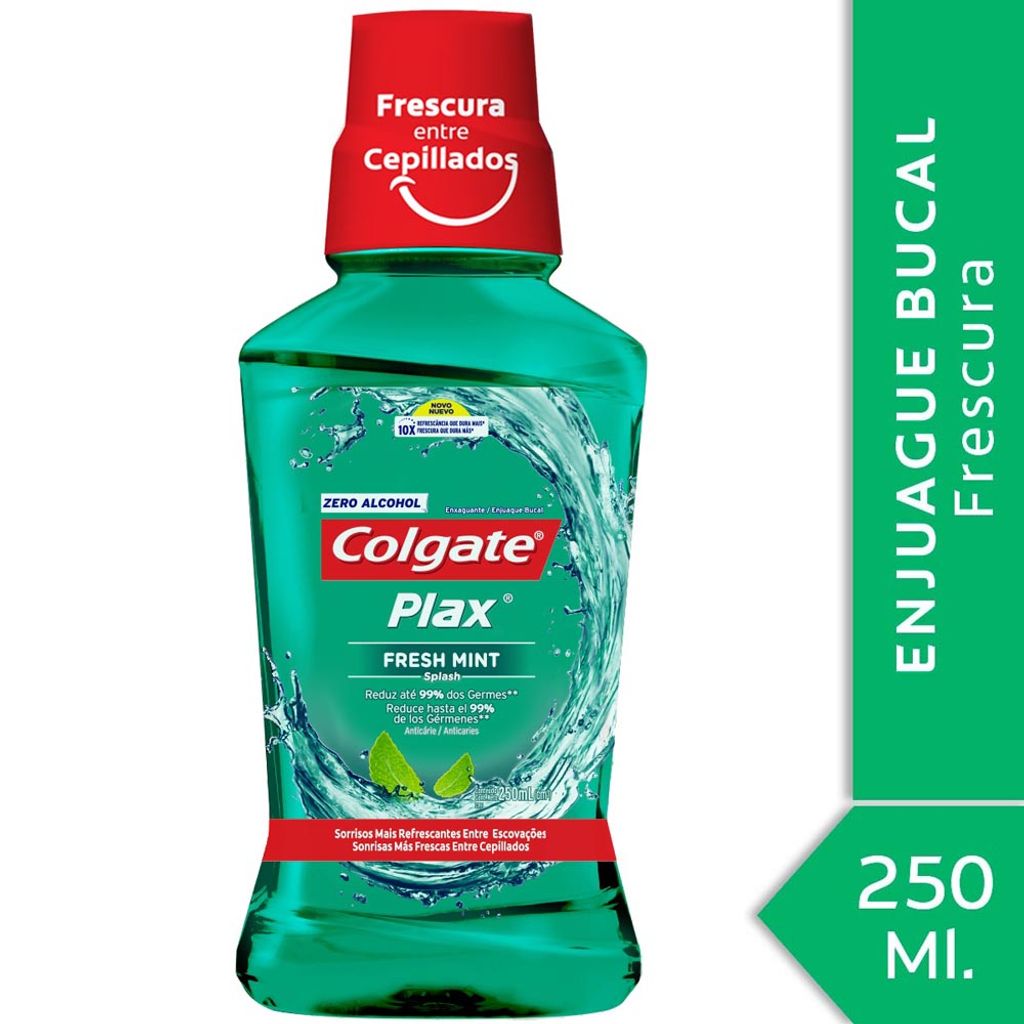 Frescura
entre
Cepillados
NOVO
NUEVO
10X
REFRESCÂNCIA QUE DURA MAIS*
FRESCURA QUE DURA MÁS*
ZERO ALCOHOL
Enxaguante / Enjuague Bucal
Colgate®
Plax®
FRESH MINT
Splash
Reduz até 99% dos Germes**
Reduce hasta el 99%
de los Gérmenes**
Anticárie / Anticaries
250mL
Sorrisos Mais Refrescantes Entre Escovações
Sonrisas Más Frescas Entre Cepillados
ENJUAGUE BUCAL
Frescura
250
Ml.